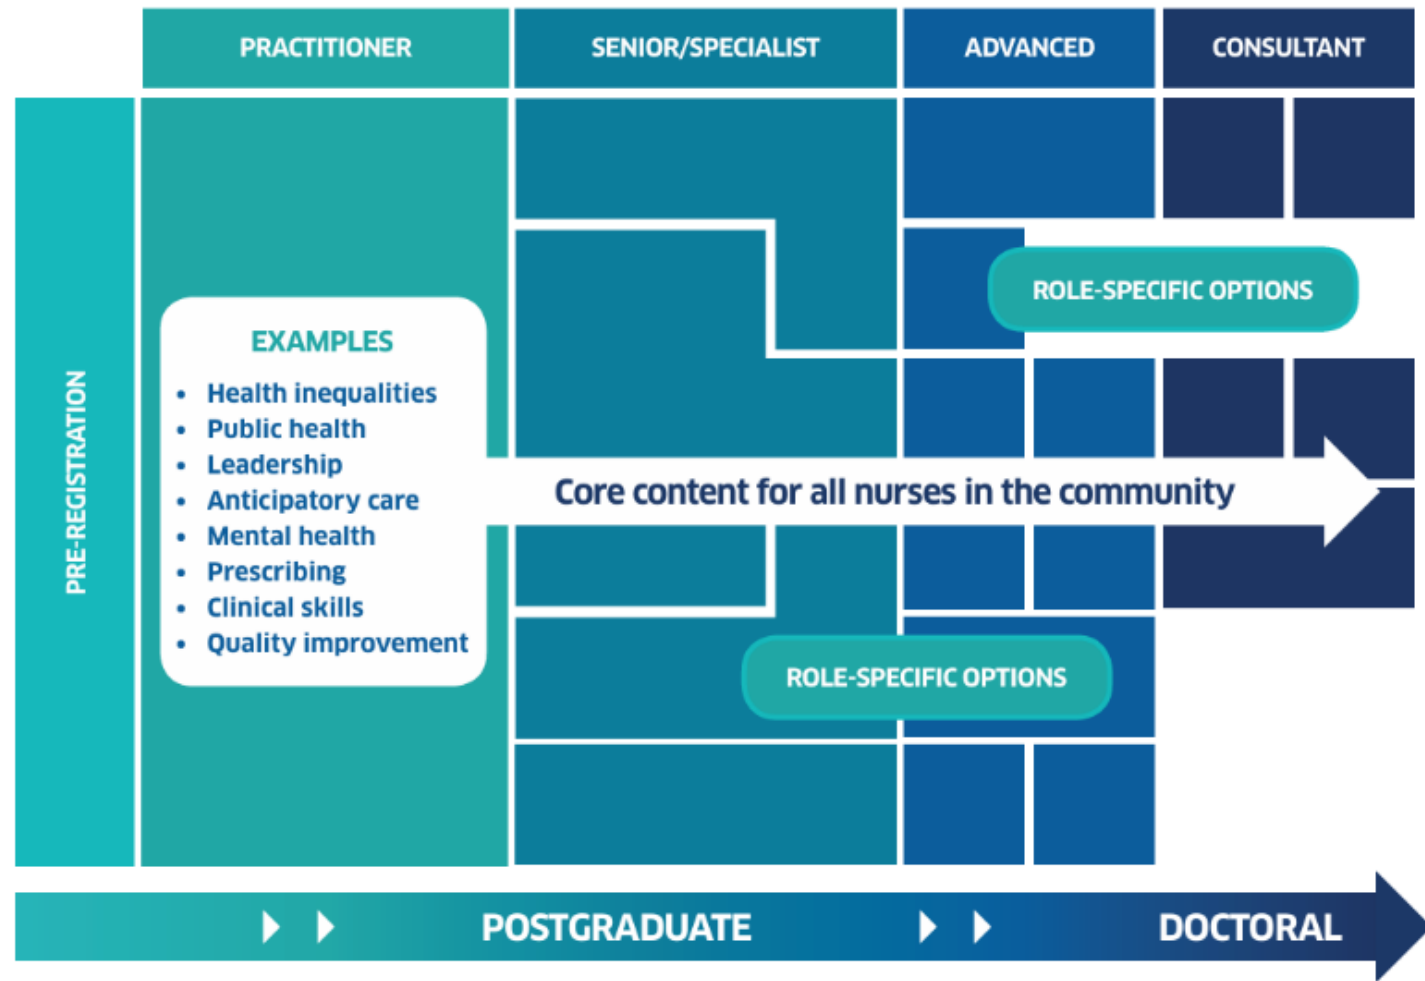 PRACTITIONER
SENIOR/SPECIALIST
ADVANCED
CONSULTANT
PRE-REGISTRATION
EXAMPLES
• Health inequalities
• Public health
• Leadership
• Anticipatory care
• Mental health
• Prescribing
• Clinical skills
• Quality improvement
ROLE-SPECIFIC OPTIONS
Core content for all nurses in the community
ROLE-SPECIFIC OPTIONS
POSTGRADUATE
DOCTORAL